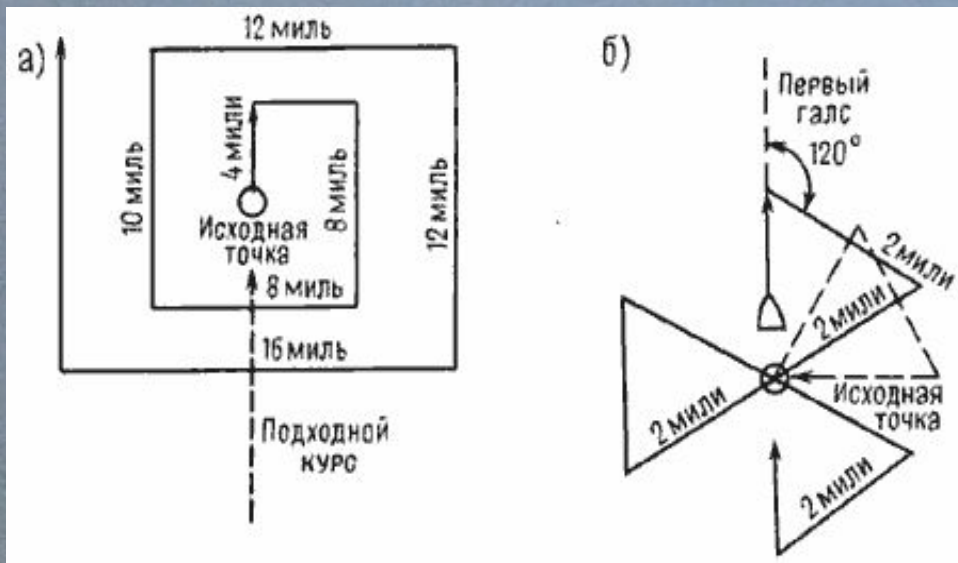 а)
12 миль
4 мили
10 миль
8 миль
12 миль
Исходная
точка
8 миль
16 миль
Подходной
курс
б)
Первый
галс
120°
2 мили
2 мили
Исходная
точка
2 мили
2 мили